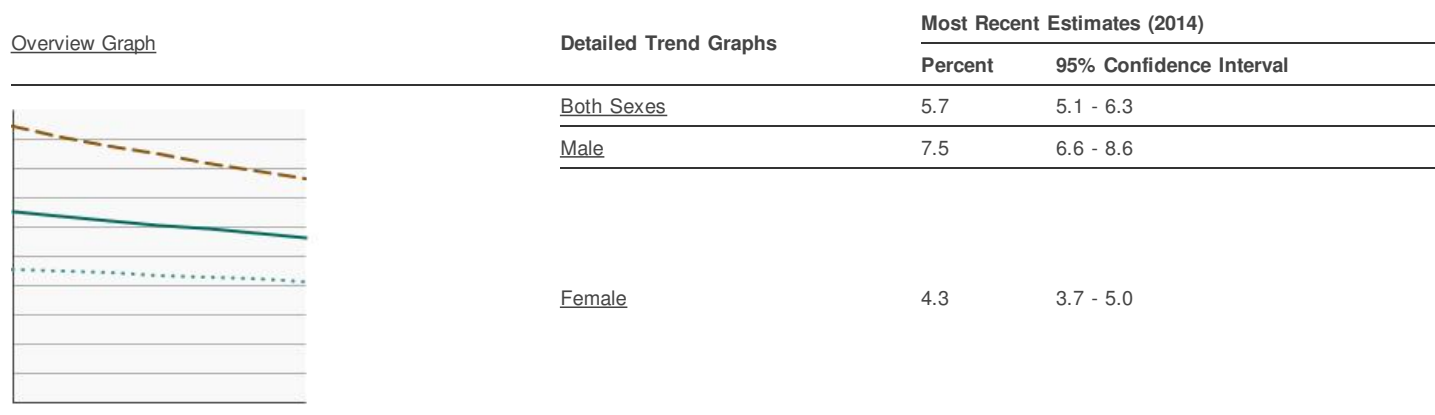 Most Recent Estimates (2014)
Overview Graph Detailed Trend Graphs
Percent 95% Confidence Interval
Both Sexes 5.7 5.1 - 6.3
Male 7.5 6.6 - 8.6
Female 4.3 3.7 - 5.0